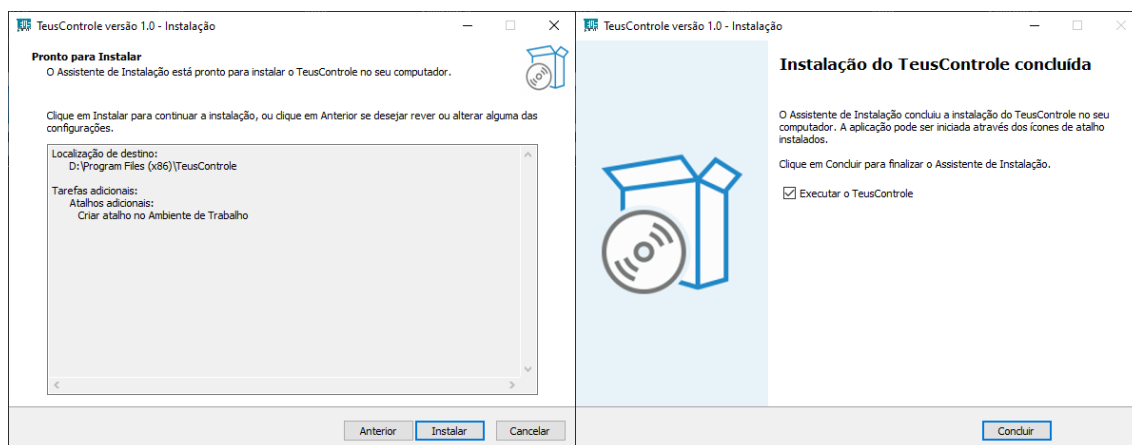 TeusControle versão 1.0 - Instalação
Pronto para Instalar
O Assistente de Instalação está pronto para instalar o TeusControle no seu computador.
Clique em Instalar para continuar a instalação, ou clique em Anterior se desejar rever ou alterar alguma das
configurações.
Localização de destino:
D:\Program Files (x86)\TeusControle
Tarefas adicionais:
Atalhos adicionais:
Criar atalho no Ambiente de Trabalho
Anterior
Instalar
Cancelar
TeusControle versão 1.0 - Instalação
Instalação do TeusControle concluída
O Assistente de Instalação concluiu a instalação do TeusControle no seu
computador. A aplicação pode ser iniciada através dos ícones de atalho
instalados.
Clique em Concluir para finalizar o Assistente de Instalação.
Executar o TeusControle
Concluir